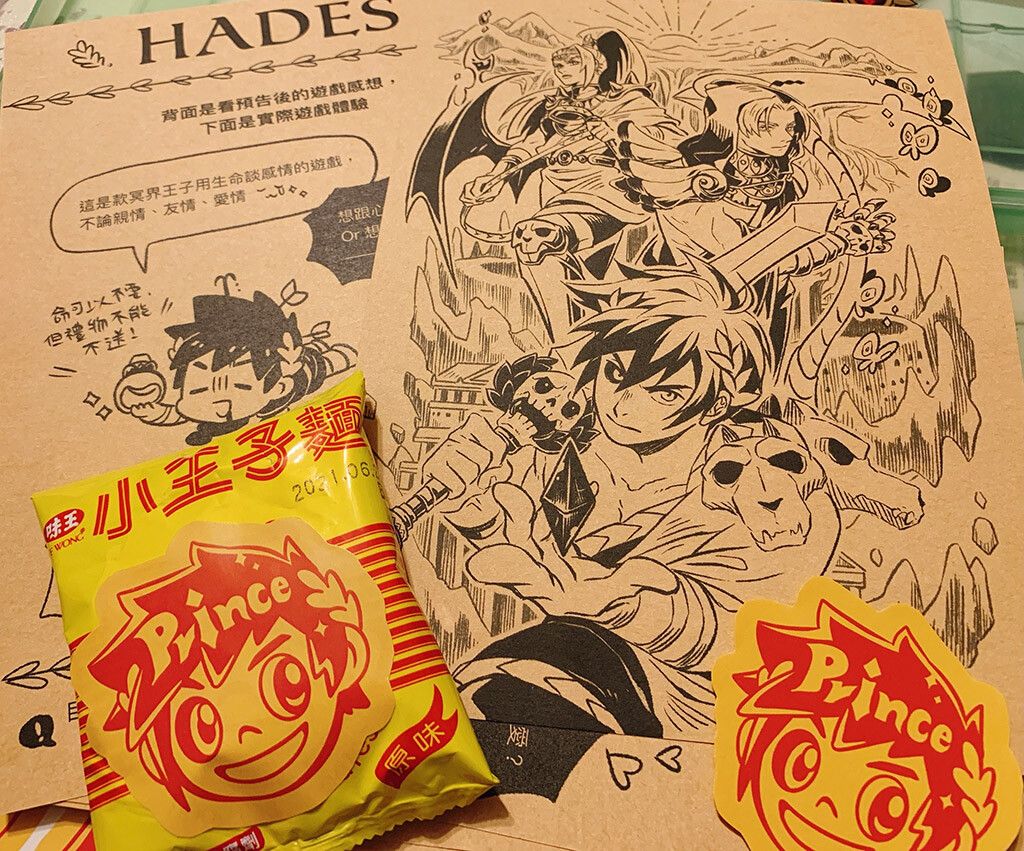 HADES
背面是看預告後的遊戲感想,
下面是實際遊戲體驗
這是款冥界王子用生命談感情的遊戲,
不論親情、友情、愛情
想跟心
Or 想
命可以不要,
但禮物不能
不送!
小王子麵
2021.06
味王
WONG
Prince
原味
Prince
愛?
Q